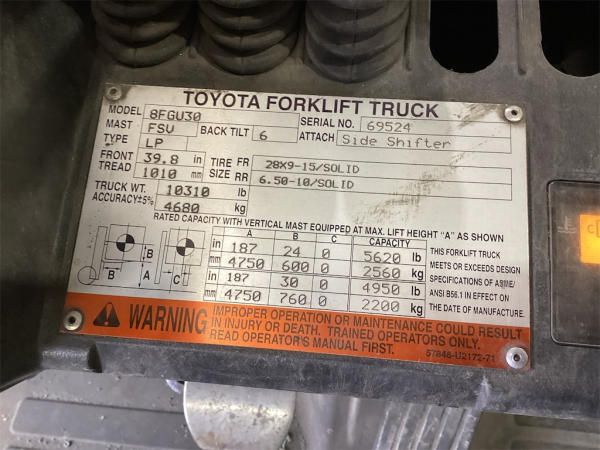 TOYOTA FORKLIFT TRUCK
MODEL 8FGU30 SERIAL NO. 69524
MAST FSV BACK TILT 6 ATTACH Side Shifter
TYPE LP
FRONT TREAD 39.8 in 1010 mm
TIRE SIZE FR 28X9-15/SOLID
RR 6.50-10/SOLID
TRUCK WT. 10310 lb
ACCURACY±5% 4680 kg
RATED CAPACITY WITH VERTICAL MAST EQUIPPED AT MAX. LIFT HEIGHT "A" AS SHOWN
A B C CAPACITY
in 187 24 0 5620 lb
mm 4750 600 0 2560 kg
in 187 30 0 4950 lb
mm 4750 760 0 2200 kg
B
A
C
THIS FORKLIFT TRUCK
MEETS OR EXCEEDS DESIGN
SPECIFICATIONS OF ASME/
ANSI B56.1 IN EFFECT ON
THE DATE OF MANUFACTURE.
WARNING
IMPROPER OPERATION OR MAINTENANCE COULD RESULT
IN INJURY OR DEATH. TRAINED OPERATORS ONLY.
READ OPERATOR'S MANUAL FIRST.
57848-U2172-71